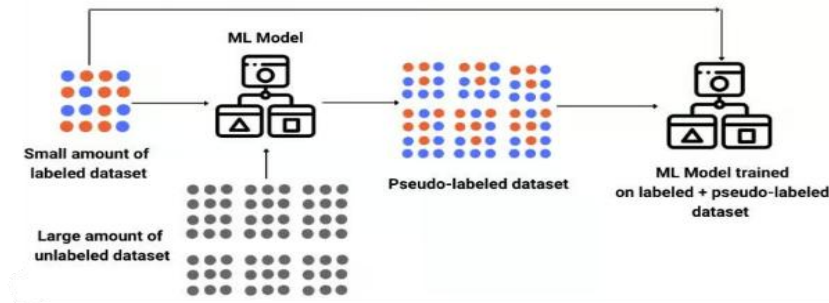 ML Model
Small amount of
labeled dataset
Large amount of
unlabeled dataset
Pseudo-labeled dataset
ML Model trained
on labeled + pseudo-labeled
dataset